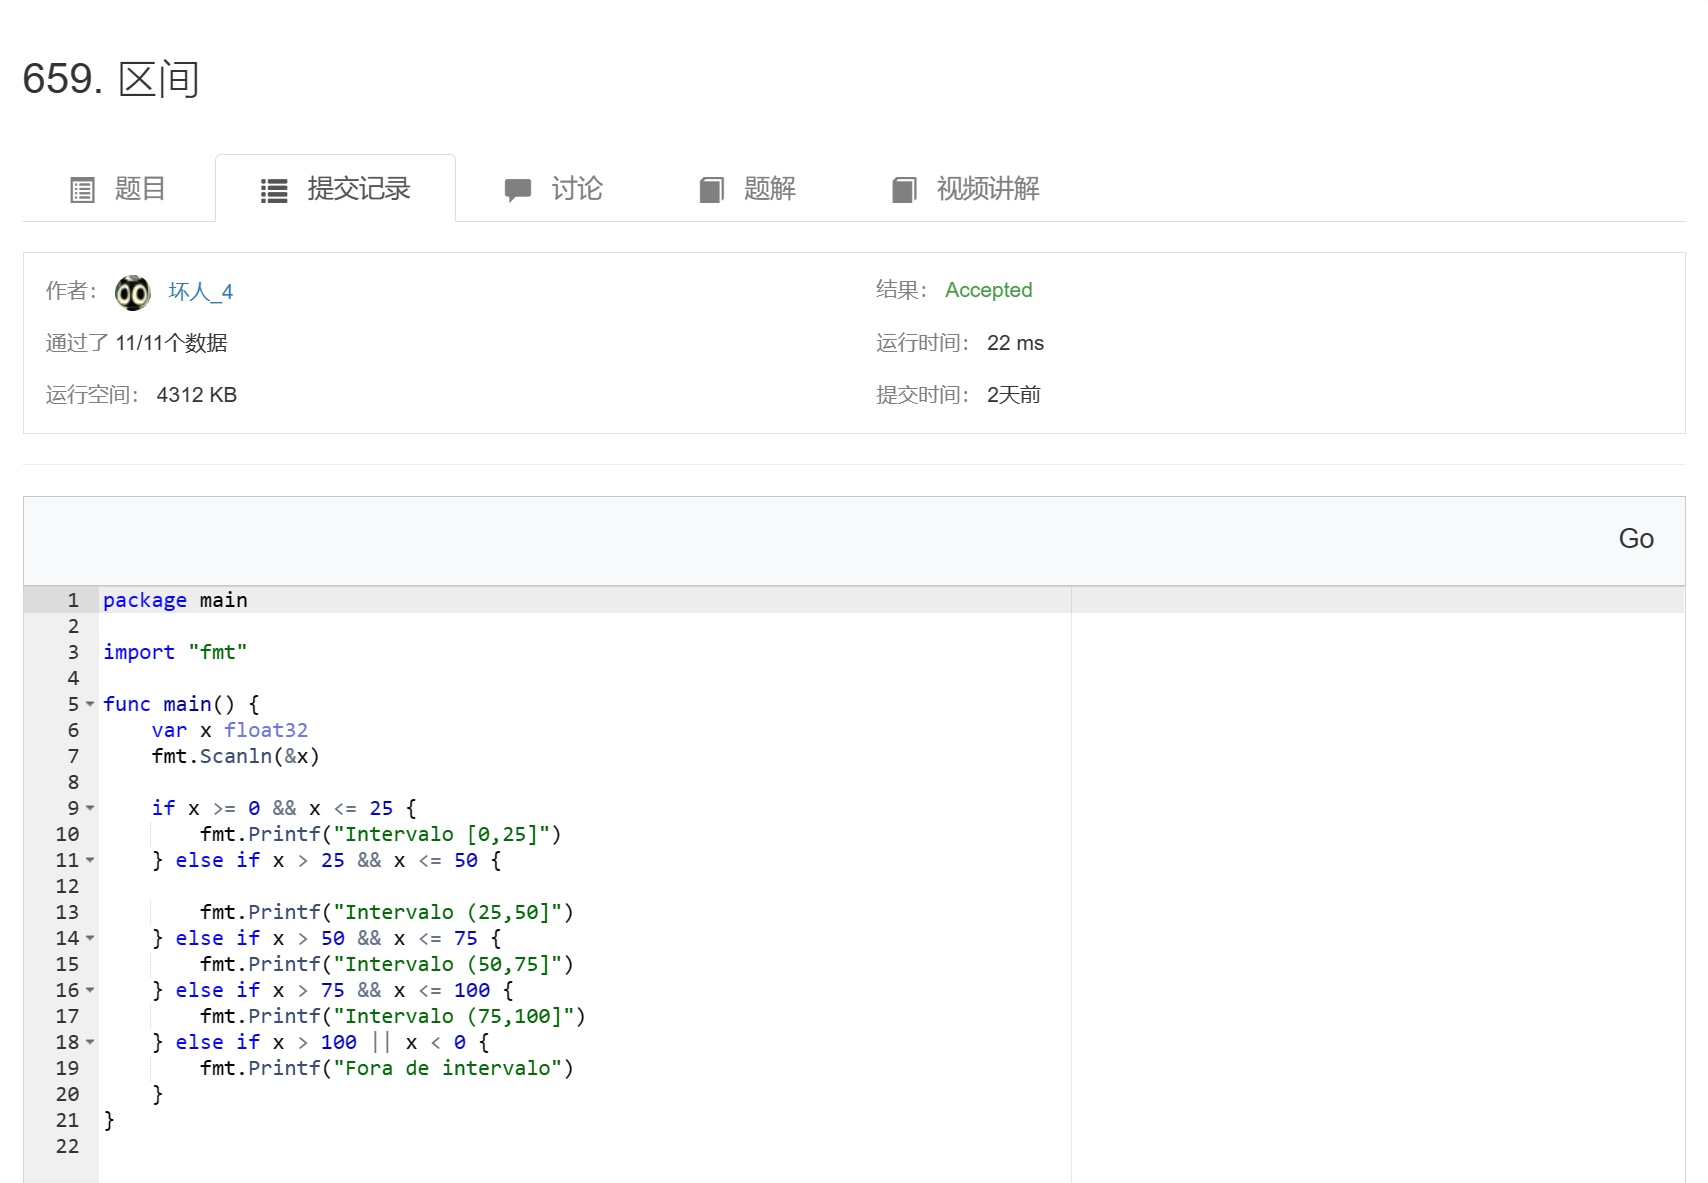 659. 区间
题目 提交记录 讨论 题解 视频讲解
作者： 坏人_4 结果： Accepted
通过了 11/11个数据 运行时间： 22 ms
运行空间： 4312 KB 提交时间： 2天前
Go
1 package main
2
3 import "fmt"
4
5 func main() {
6     var x float32
7     fmt.Scanln(&x)
8
9     if x >= 0 && x <= 25 {
10         fmt.Printf("Intervalo [0,25]")
11     } else if x > 25 && x <= 50 {
12
13         fmt.Printf("Intervalo (25,50]")
14     } else if x > 50 && x <= 75 {
15         fmt.Printf("Intervalo (50,75]")
16     } else if x > 75 && x <= 100 {
17         fmt.Printf("Intervalo (75,100]")
18     } else if x > 100 || x < 0 {
19         fmt.Printf("Fora de intervalo")
20     }
21 }
22